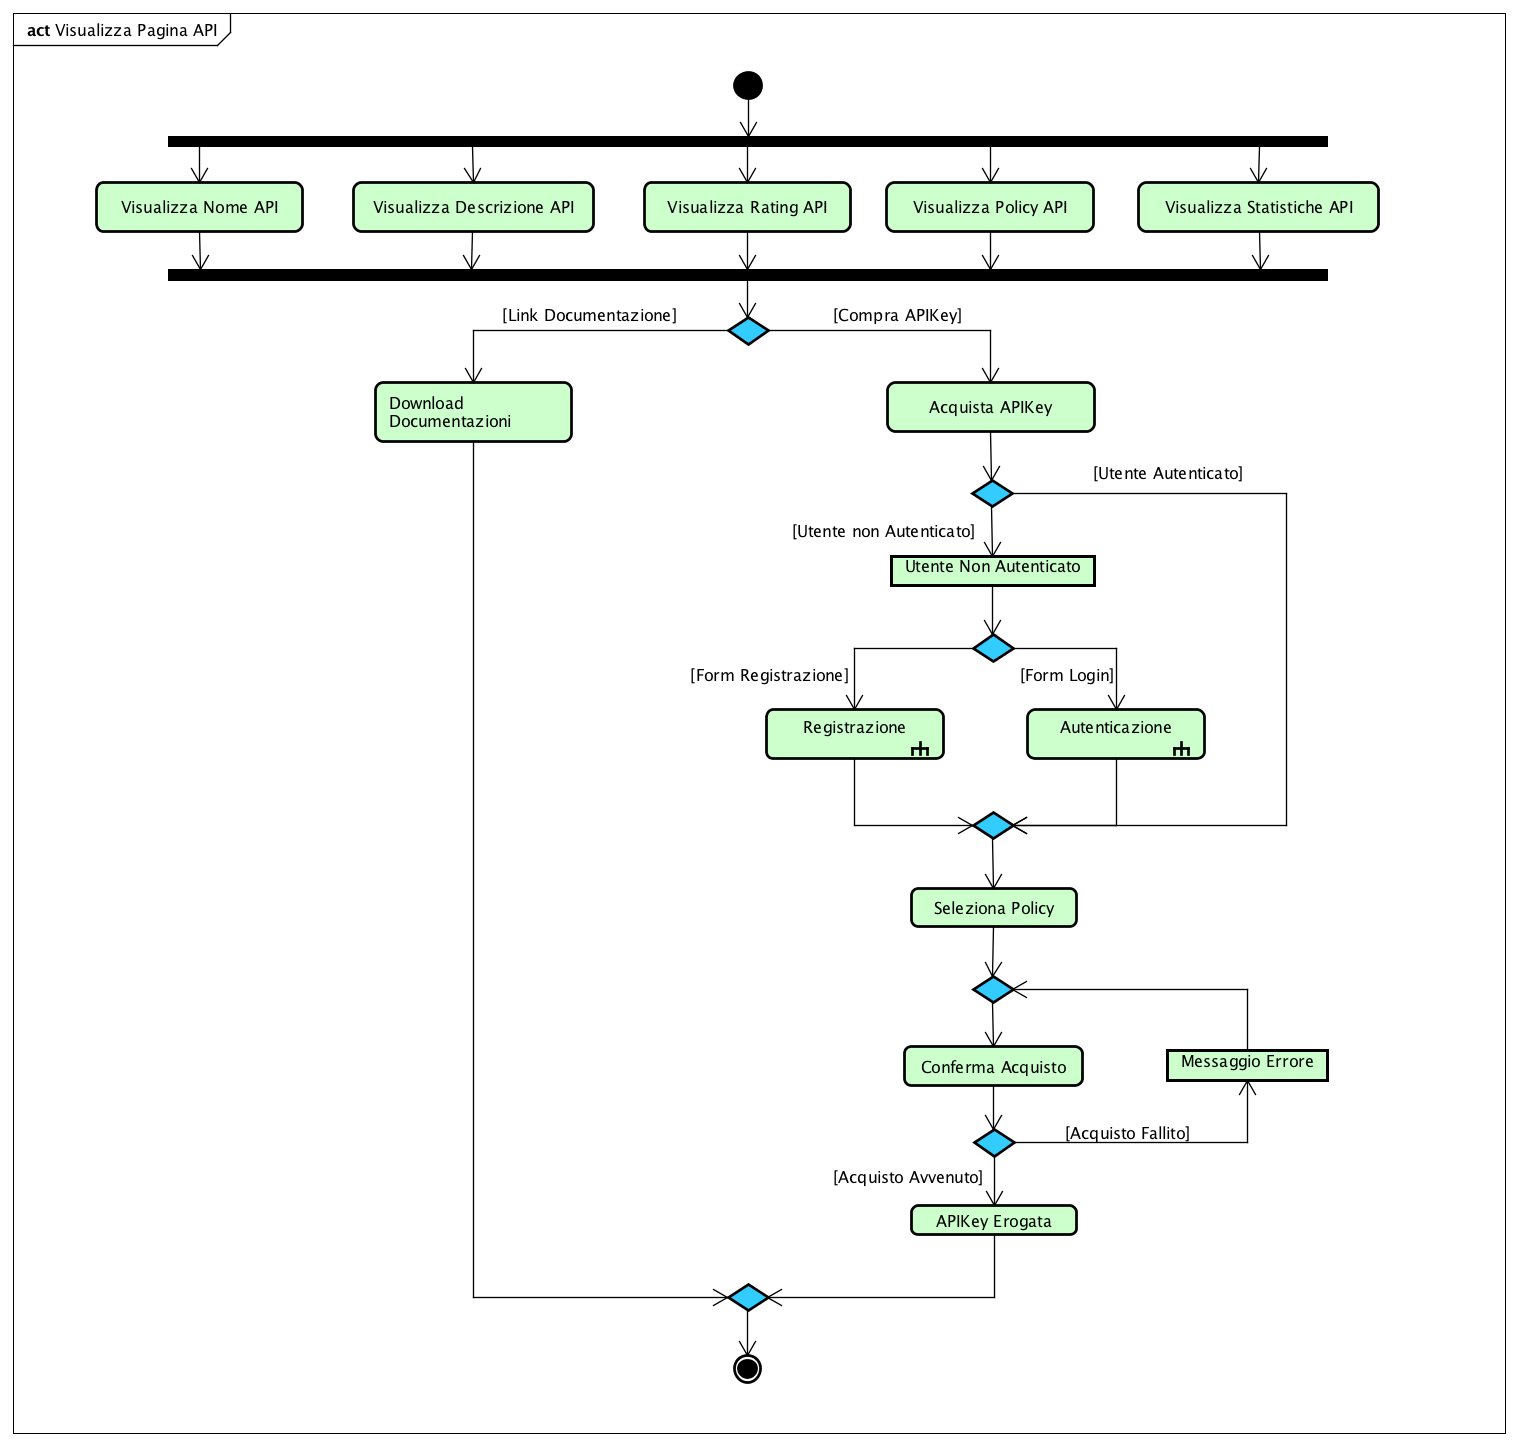 act Visualizza Pagina API
Visualizza Nome API
Visualizza Descrizione API
Visualizza Rating API
Visualizza Policy API
Visualizza Statistiche API
[Link Documentazione]
[Compra APIKey]
Download
Documentazioni
Acquista APIKey
[Utente Autenticato]
[Utente non Autenticato]
Utente Non Autenticato
[Form Registrazione]
[Form Login]
Registrazione
Autenticazione
Seleziona Policy
Conferma Acquisto
Messaggio Errore
[Acquisto Fallito]
[Acquisto Avvenuto]
APIKey Erogata